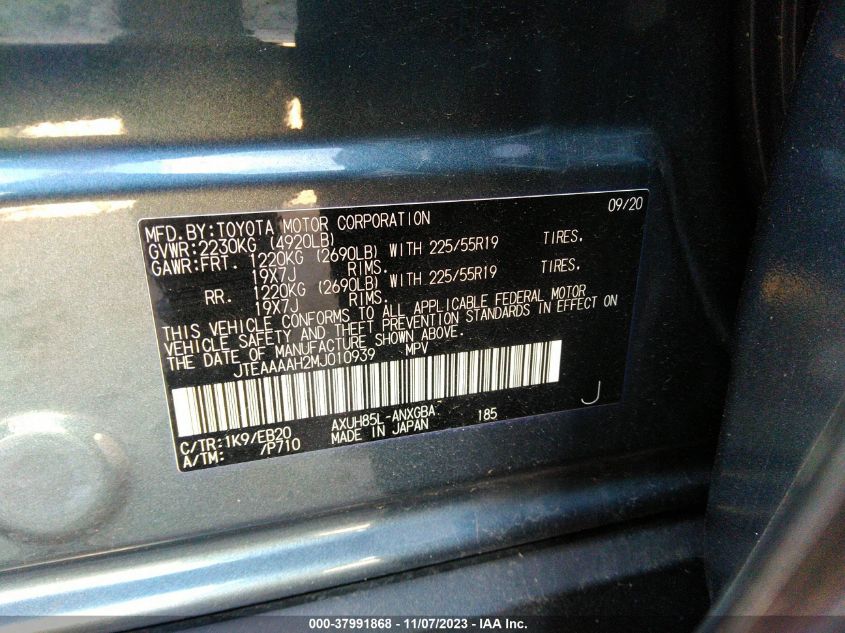 09/20
MFD.BY:TOYOTA MOTOR CORPORATION
GVWR:2230KG (4920LB)
GAWR:FRT. 1220KG (2690LB) WITH 225/55R19 TIRES.
19X7J RIMS.
RR. 1220KG (2690LB) WITH 225/55R19 TIRES.
19X7J RIMS.
THIS VEHICLE CONFORMS TO ALL APPLICABLE FEDERAL MOTOR
VEHICLE SAFETY AND THEFT PREVENTION STANDARDS IN EFFECT ON
THE DATE OF MANUFACTURE SHOWN ABOVE.
JTEAAAAH2MJ010939 MPV
C/TR:1K9/EB20 AXUH85L-ANXGBA 185
A/TM: /P710 MADE IN JAPAN
J
000-37991868 - 11/07/2023 - IAA Inc.